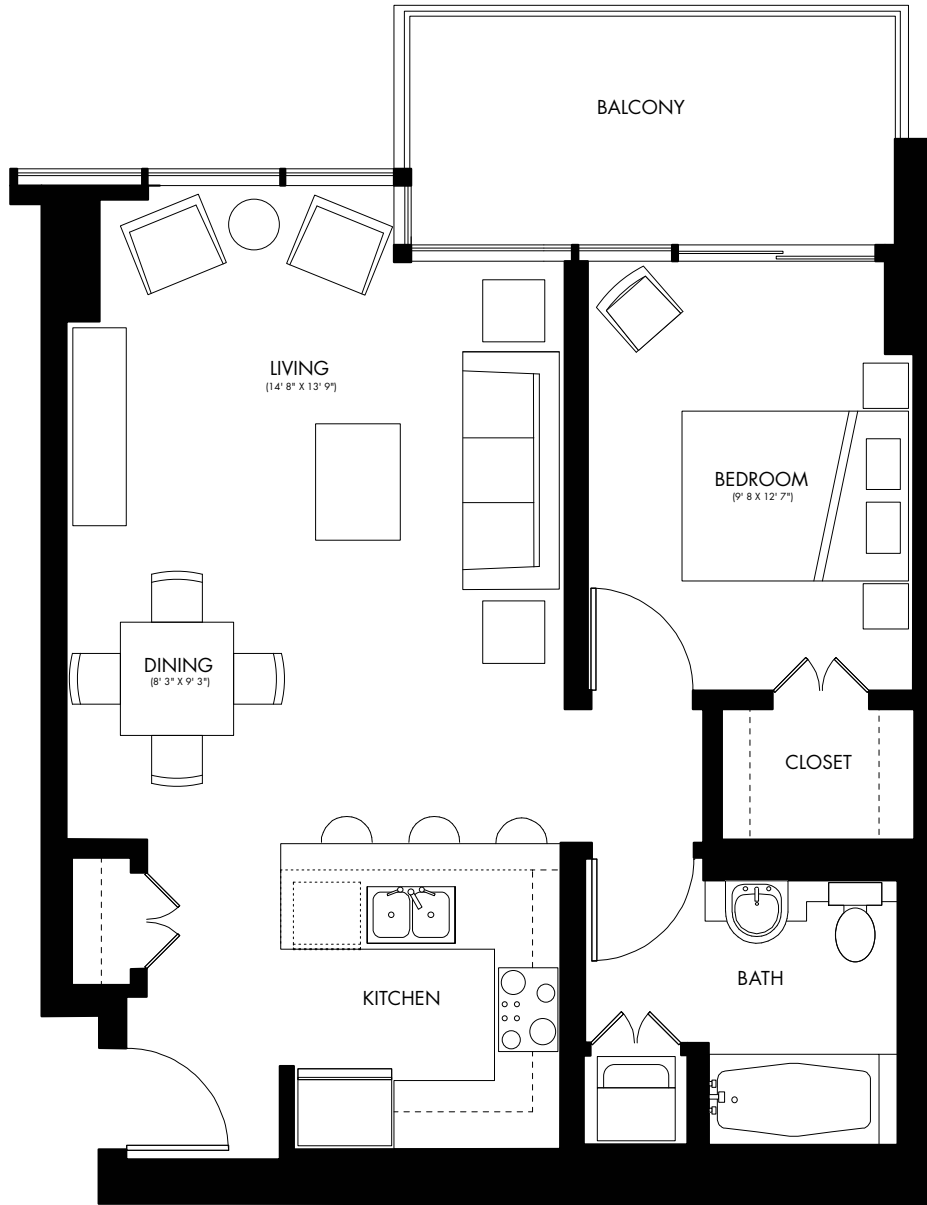 BALCONY
LIVING
(14' 8" X 13' 9")
BEDROOM
(9' 8 X 12' 7")
DINING
(8' 3" X 9' 3")
CLOSET
KITCHEN
BATH